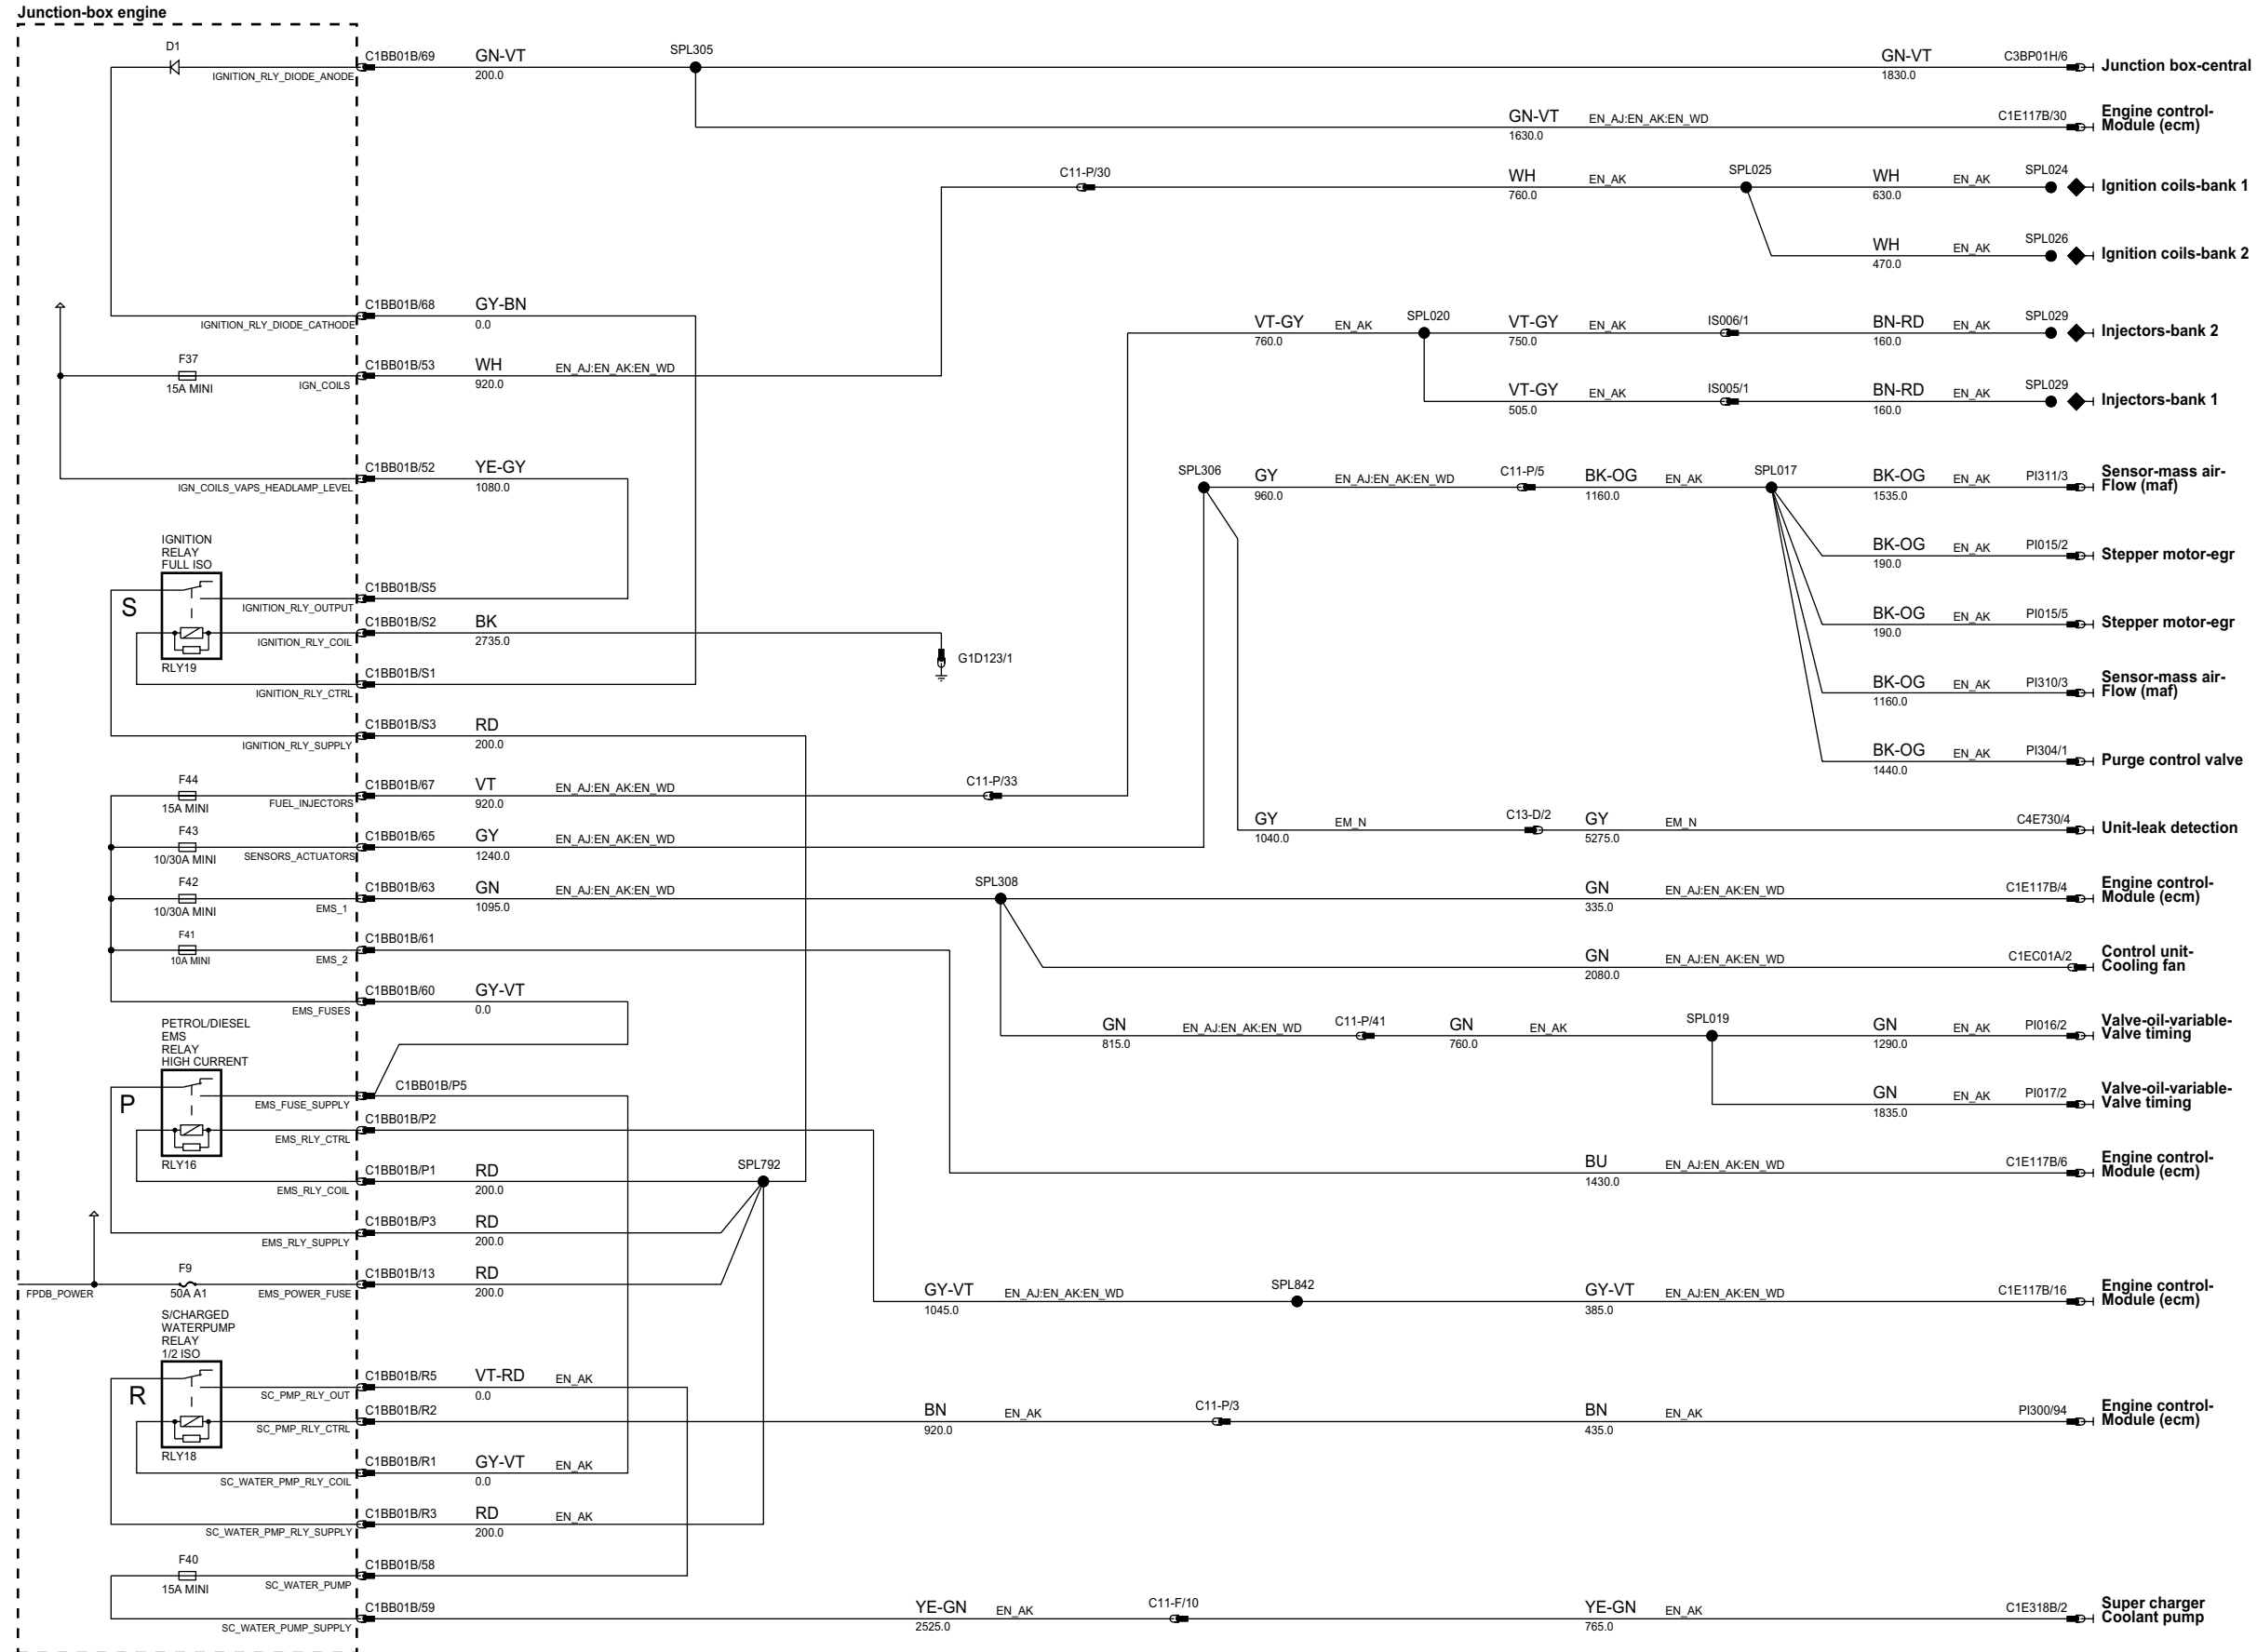 Junction-box engine
D1
IGNITION_RLY_DIODE_ANODE
C1BB01B/69
GN-VT
200.0
SPL305
GN-VT
1830.0
C3BP01H/6
Junction box-central
GN-VT
1630.0
EN_AJ:EN_AK:EN_WD
C1E117B/30
Engine control-
Module (ecm)
C11-P/30
WH
760.0
EN_AK
SPL025
WH
630.0
EN_AK
SPL024
Ignition coils-bank 1
WH
470.0
EN_AK
SPL026
Ignition coils-bank 2
IGNITION_RLY_DIODE_CATHODE
C1BB01B/68
GY-BN
0.0
VT-GY
760.0
EN_AK
SPL020
VT-GY
750.0
EN_AK
IS006/1
BN-RD
160.0
EN_AK
SPL029
Injectors-bank 2
F37
15A MINI
IGN_COILS
C1BB01B/53
WH
920.0
EN_AJ:EN_AK:EN_WD
VT-GY
505.0
EN_AK
IS005/1
BN-RD
160.0
EN_AK
SPL029
Injectors-bank 1
IGN_COILS_VAPS_HEADLAMP_LEVEL
C1BB01B/52
YE-GY
1080.0
SPL306
GY
960.0
EN_AJ:EN_AK:EN_WD
C11-P/5
BK-OG
1160.0
EN_AK
SPL017
BK-OG
1535.0
EN_AK
PI311/3
Sensor-mass air-
Flow (maf)
BK-OG
190.0
EN_AK
PI015/2
Stepper motor-egr
IGNITION
RELAY
FULL ISO
S
RLY19
IGNITION_RLY_OUTPUT
C1BB01B/S5
IGNITION_RLY_COIL
C1BB01B/S2
BK
2735.0
G1D123/1
BK-OG
190.0
EN_AK
PI015/5
Stepper motor-egr
IGNITION_RLY_CTRL
C1BB01B/S1
BK-OG
1160.0
EN_AK
PI310/3
Sensor-mass air-
Flow (maf)
IGNITION_RLY_SUPPLY
C1BB01B/S3
RD
200.0
BK-OG
1440.0
EN_AK
PI304/1
Purge control valve
F44
15A MINI
FUEL_INJECTORS
C1BB01B/67
VT
920.0
EN_AJ:EN_AK:EN_WD
C11-P/33
F43
10/30A MINI
SENSORS_ACTUATORS
C1BB01B/65
GY
1240.0
EN_AJ:EN_AK:EN_WD
GY
1040.0
EM_N
C13-D/2
GY
5275.0
EM_N
C4E730/4
Unit-leak detection
F42
10/30A MINI
EMS_1
C1BB01B/63
GN
1095.0
EN_AJ:EN_AK:EN_WD
SPL308
GN
335.0
EN_AJ:EN_AK:EN_WD
C1E117B/4
Engine control-
Module (ecm)
F41
10A MINI
EMS_2
C1BB01B/61
GN
2080.0
EN_AJ:EN_AK:EN_WD
C1EC01A/2
Control unit-
Cooling fan
EMS_FUSES
C1BB01B/60
GY-VT
0.0
GN
815.0
EN_AJ:EN_AK:EN_WD
C11-P/41
GN
760.0
EN_AK
SPL019
GN
1290.0
EN_AK
PI016/2
Valve-oil-variable-
Valve timing
GN
1835.0
EN_AK
PI017/2
Valve-oil-variable-
Valve timing
PETROL/DIESEL
EMS
RELAY
HIGH CURRENT
P
RLY16
EMS_FUSE_SUPPLY
C1BB01B/P5
EMS_RLY_CTRL
C1BB01B/P2
EMS_RLY_COIL
C1BB01B/P1
RD
200.0
SPL792
BU
1430.0
EN_AJ:EN_AK:EN_WD
C1E117B/6
Engine control-
Module (ecm)
EMS_RLY_SUPPLY
C1BB01B/P3
RD
200.0
FPDB_POWER
F9
50A A1
EMS_POWER_FUSE
C1BB01B/13
RD
200.0
GY-VT
1045.0
EN_AJ:EN_AK:EN_WD
SPL842
GY-VT
385.0
EN_AJ:EN_AK:EN_WD
C1E117B/16
Engine control-
Module (ecm)
S/CHARGED
WATERPUMP
RELAY
1/2 ISO
R
RLY18
SC_PMP_RLY_OUT
C1BB01B/R5
VT-RD
0.0
EN_AK
SC_PMP_RLY_CTRL
C1BB01B/R2
BN
920.0
EN_AK
C11-P/3
BN
435.0
EN_AK
PI300/94
Engine control-
Module (ecm)
SC_WATER_PMP_RLY_COIL
C1BB01B/R1
GY-VT
0.0
EN_AK
SC_WATER_PMP_RLY_SUPPLY
C1BB01B/R3
RD
200.0
EN_AK
F40
15A MINI
SC_WATER_PUMP
C1BB01B/58
SC_WATER_PUMP_SUPPLY
C1BB01B/59
YE-GN
2525.0
EN_AK
C11-F/10
YE-GN
765.0
EN_AK
C1E318B/2
Super charger
Coolant pump